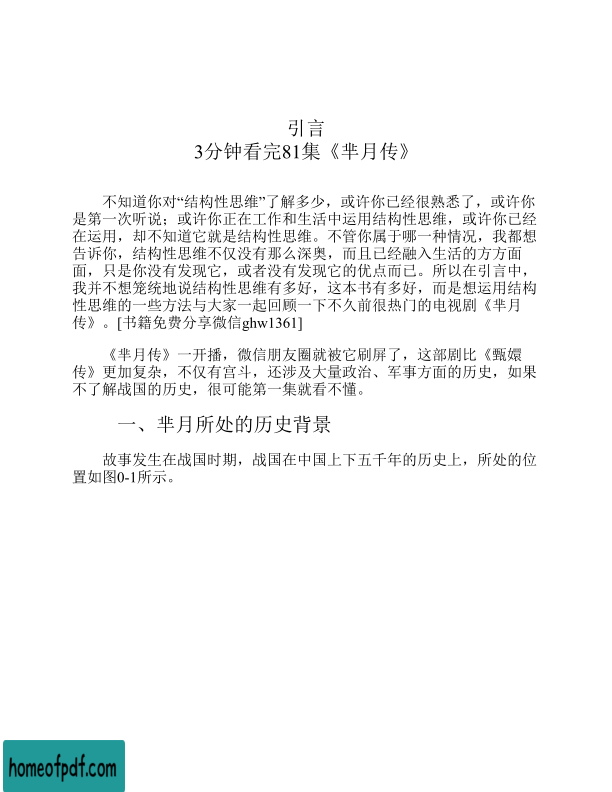 引言
3分钟看完81集《芈月传》
不知道你对“结构性思维”了解多少，或许你已经很熟悉了，或许你
是第一次听说；或许你正在工作和生活中运用结构性思维，或许你已经
在运用，却不知道它就是结构性思维。不管你属于哪一种情况，我都想
告诉你，结构性思维不仅没有那么深奥，而且已经融入生活的方方面
面，只是你没有发现它，或者没有发现它的优点而已。所以在引言中，
我并不想笼统地说结构性思维有多好，这本书有多好，而是想运用结构
性思维的一些方法与大家一起回顾一下不久前很热门的电视剧《芈月
传》。[书籍免费分享微信ghw1361]
《芈月传》一开播，微信朋友圈就被它刷屏了，这部剧比《甄嬛
传》更加复杂，不仅有宫斗，还涉及大量政治、军事方面的历史，如果
不了解战国的历史，很可能第一集就看不懂。
一、芈月所处的历史背景
故事发生在战国时期，战国在中国上下五千年的历史上，所处的位
置如图0-1所示。
homeofpdf.com